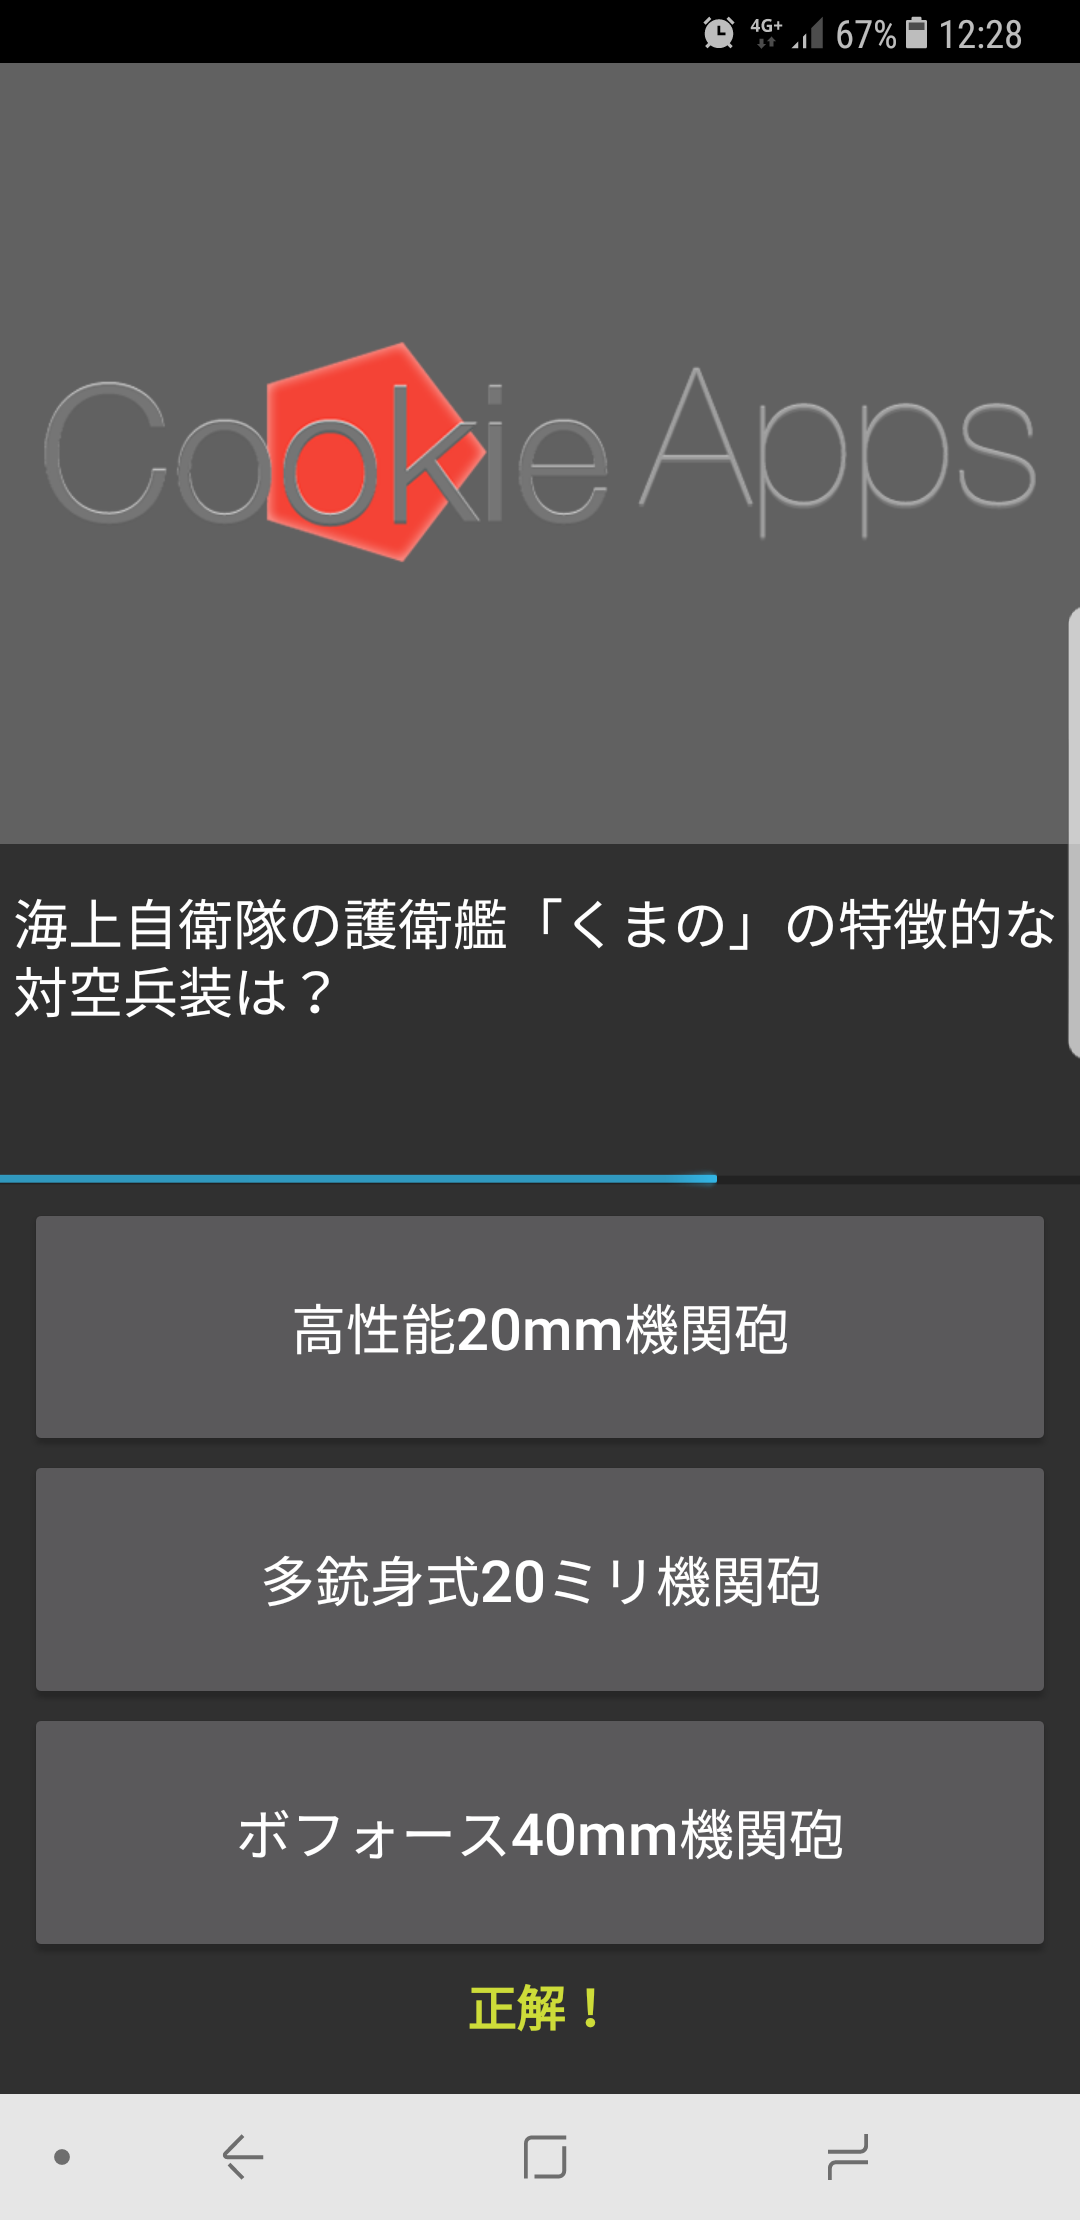 4G+ 67% 12:28
Cookie Apps
海上自衛隊の護衛艦「くまの」の特徴的な
対空兵装は？
高性能20mm機関砲
多銃身式20ミリ機関砲
ボフォース40mm機関砲
正解！